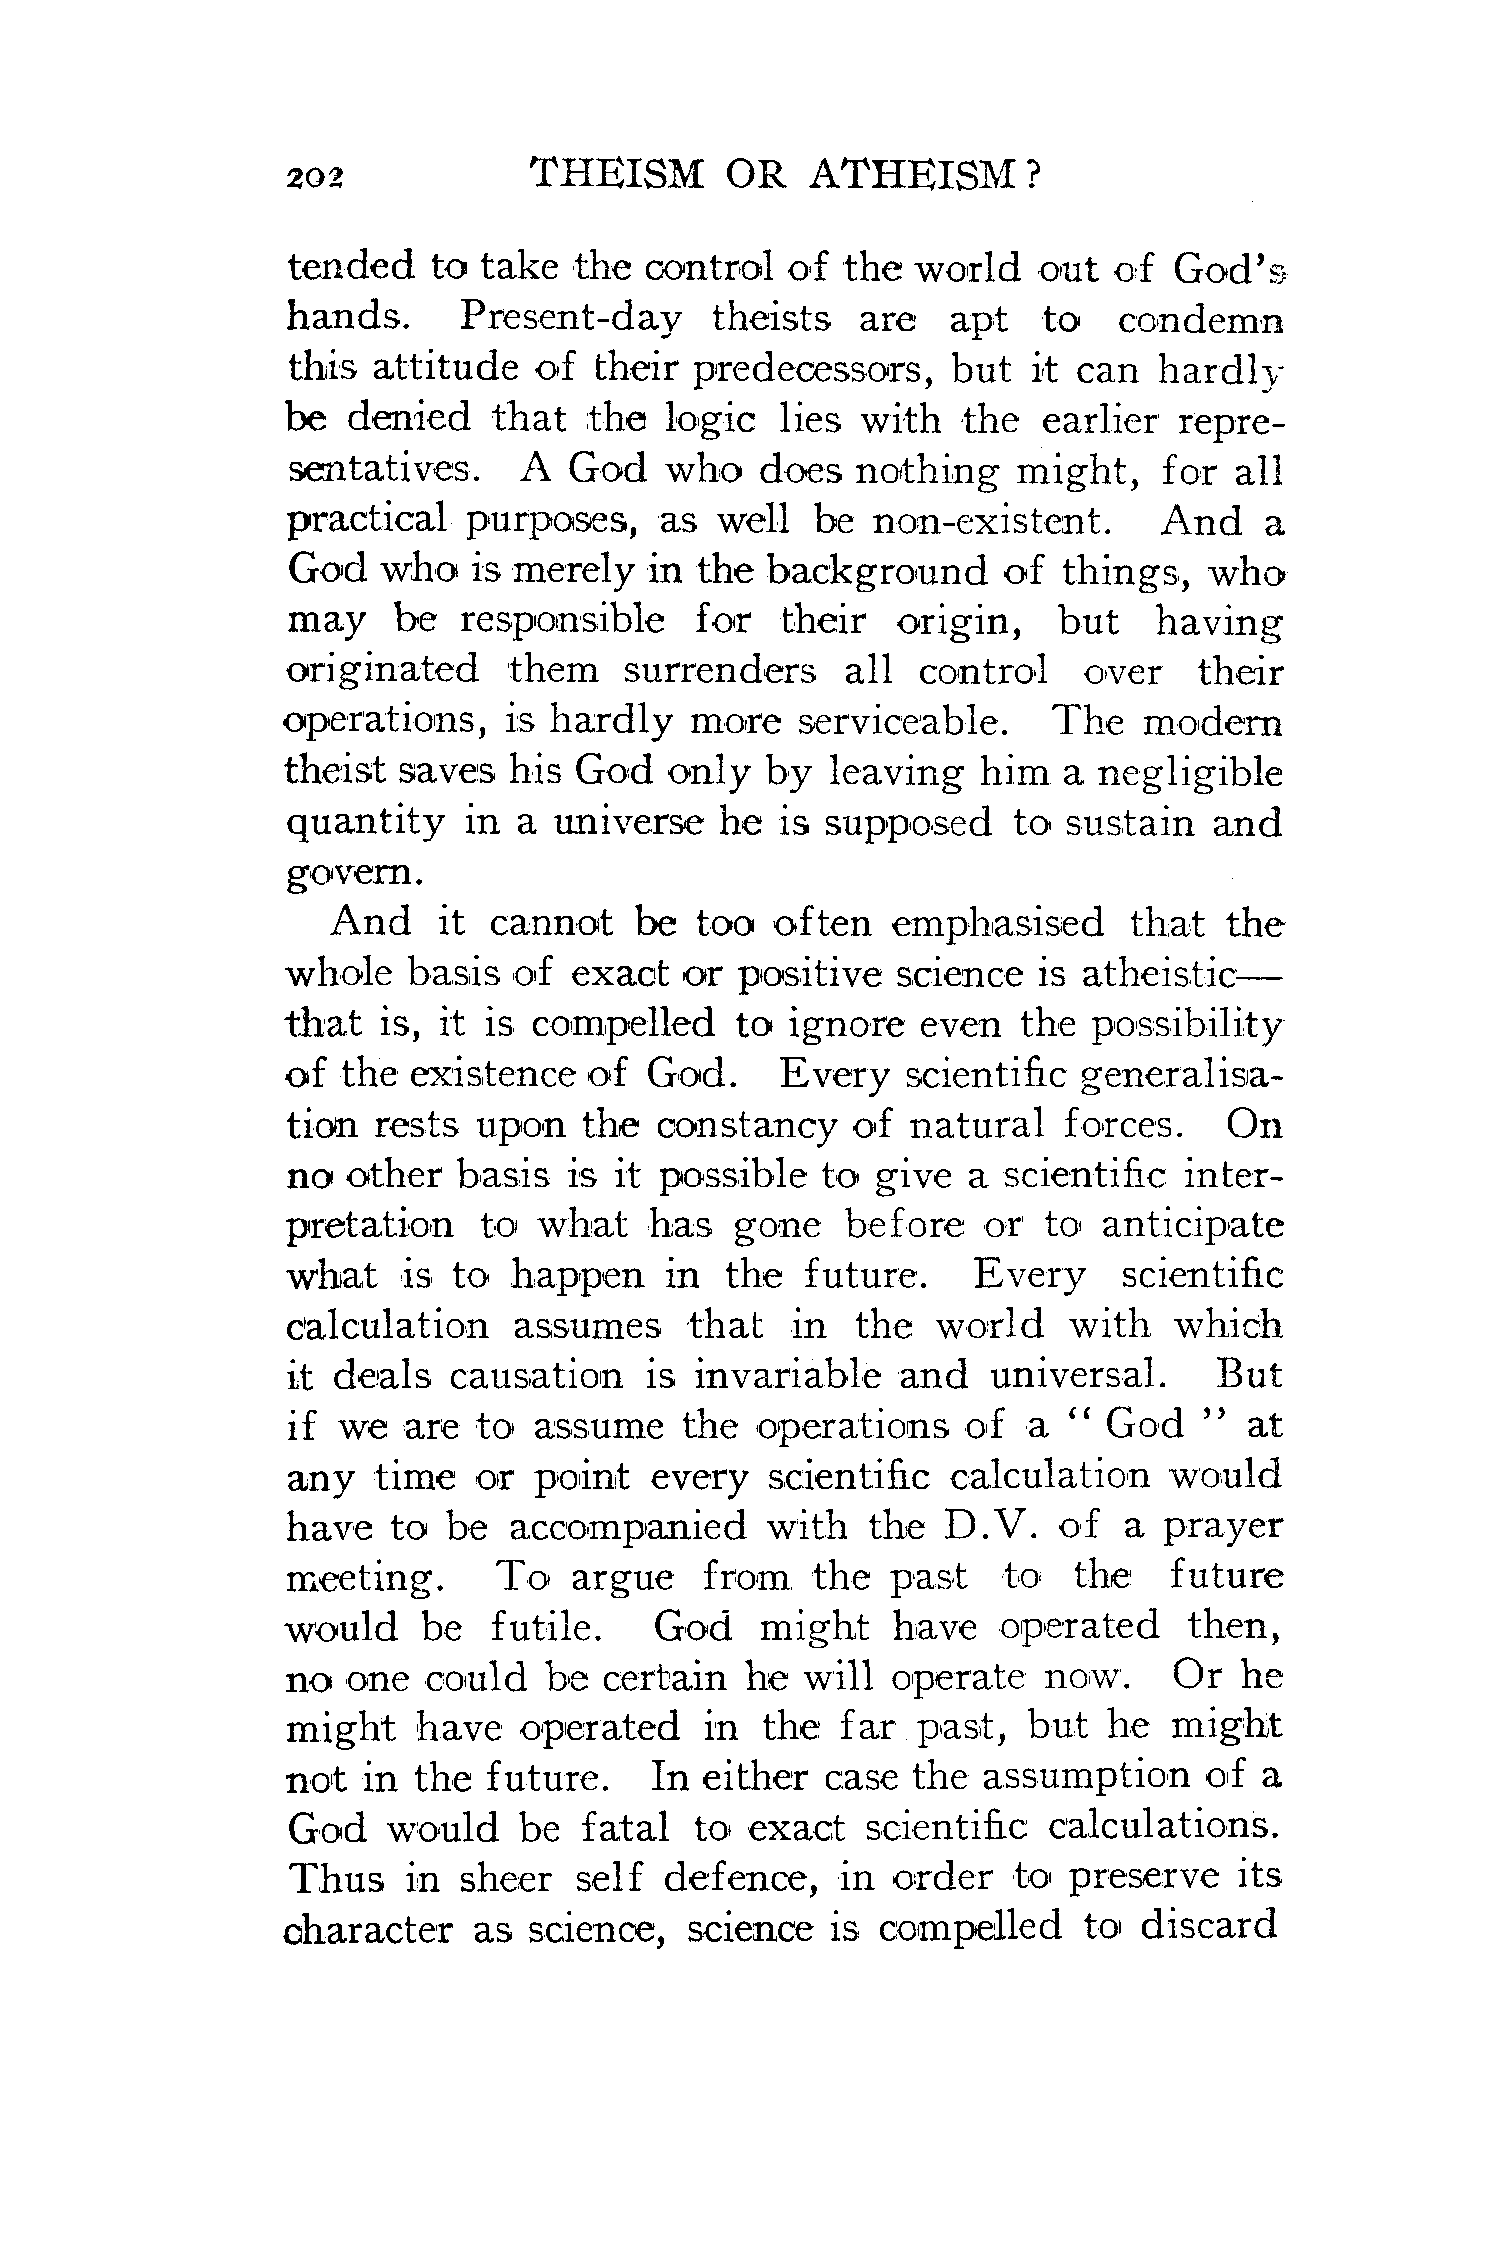 202 THEISM OR ATHEISM ?
tended to take the control of the world out of God's
hands. Present-day theists are apt to condemn
this attitude of their predecessors, but it can hardly
be denied that the logic lies with the earlier repre-
sentatives. A God who does nothing might, for all
practical purposes, as well be non-existent. And a
God who is merely in the background of things, who
may be responsible for their origin, but having
originated them surrenders all control over their
operations, is hardly more serviceable. The modern
theist saves his God only by leaving him a negligible
quantity in a universe he is supposed to sustain and
govern.
And it cannot be too often emphasised that the
whole basis of exact or positive science is atheistic—
that is, it is compelled to ignore even the possibility
of the existence of God. Every scientific generalisa-
tion rests upon the constancy of natural forces. On
no other basis is it possible to give a scientific inter-
pretation to what has gone before or to anticipate
what is to happen in the future. Every scientific
calculation assumes that in the world with which
it deals causation is invariable and universal. But
if we are to assume the operations of a “ God ” at
any time or point every scientific calculation would
have to be accompanied with the D.V. of a prayer
meeting. To argue from the past to the future
would be futile. God might have operated then,
no one could be certain he will operate now. Or he
might have operated in the far past, but he might
not in the future. In either case the assumption of a
God would be fatal to exact scientific calculations.
Thus in sheer self defence, in order to preserve its
character as science, science is compelled to discard